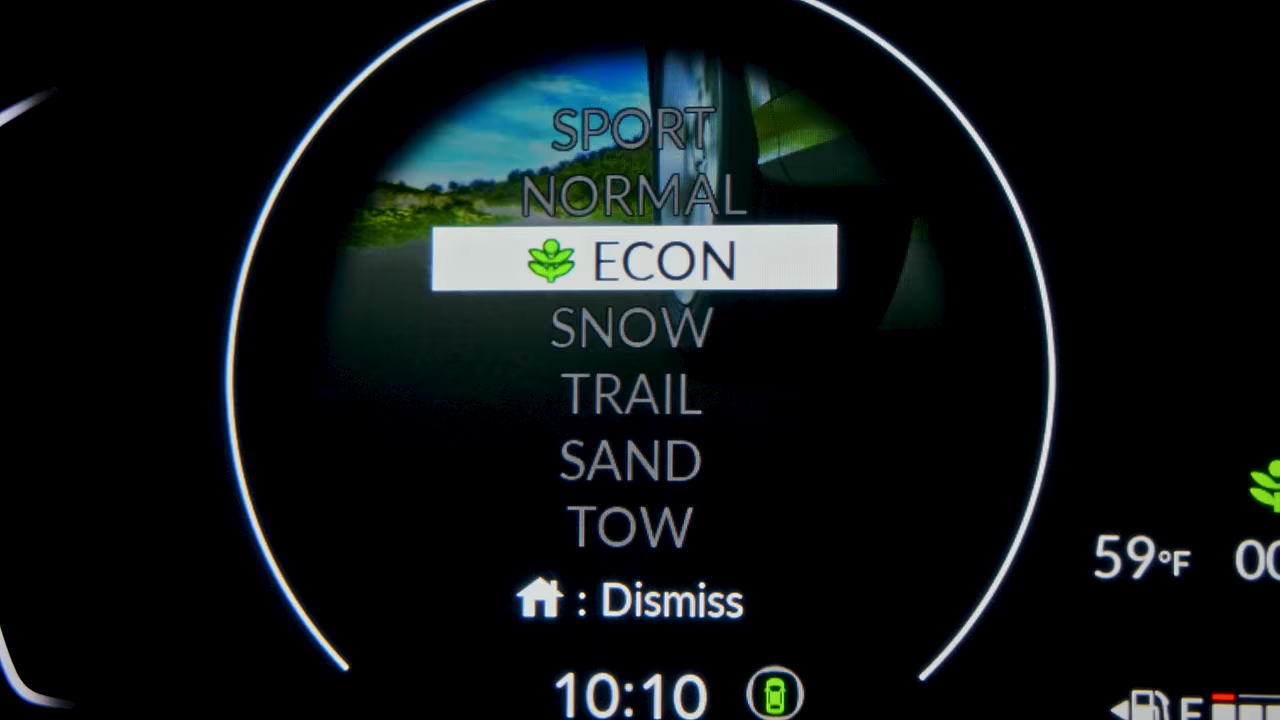 SPORT
NORMAL
ECON
SNOW
TRAIL
SAND
TOW
: Dismiss
59°F
10:10
E